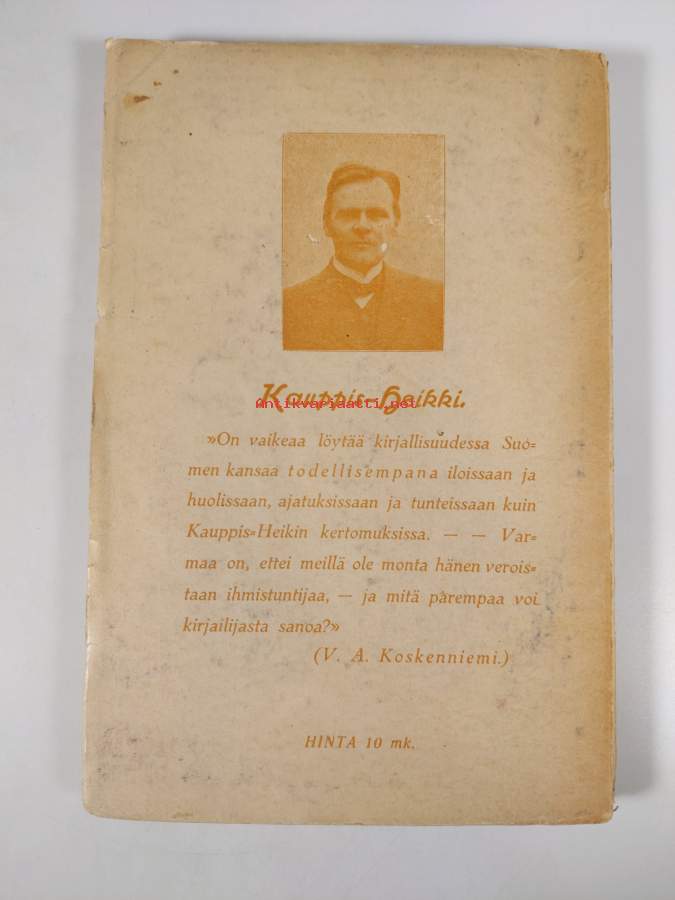 Kauppis-Heikki.
Antikvariaatti.net
»On vaikeaa löytää kirjallisuudessa Suo=
men kansaa todellisempana iloissaan ja
huolissaan, ajatuksissaan ja tunteissaan kuin
Kauppis=Heikin kertomuksissa. — — Var=
maa on, ettei meillä ole monta hänen verois=
taan ihmistuntijaa, — ja mitä parempaa voi
kirjailijasta sanoa?»
(V. A. Koskenniemi.)
HINTA 10 mk.